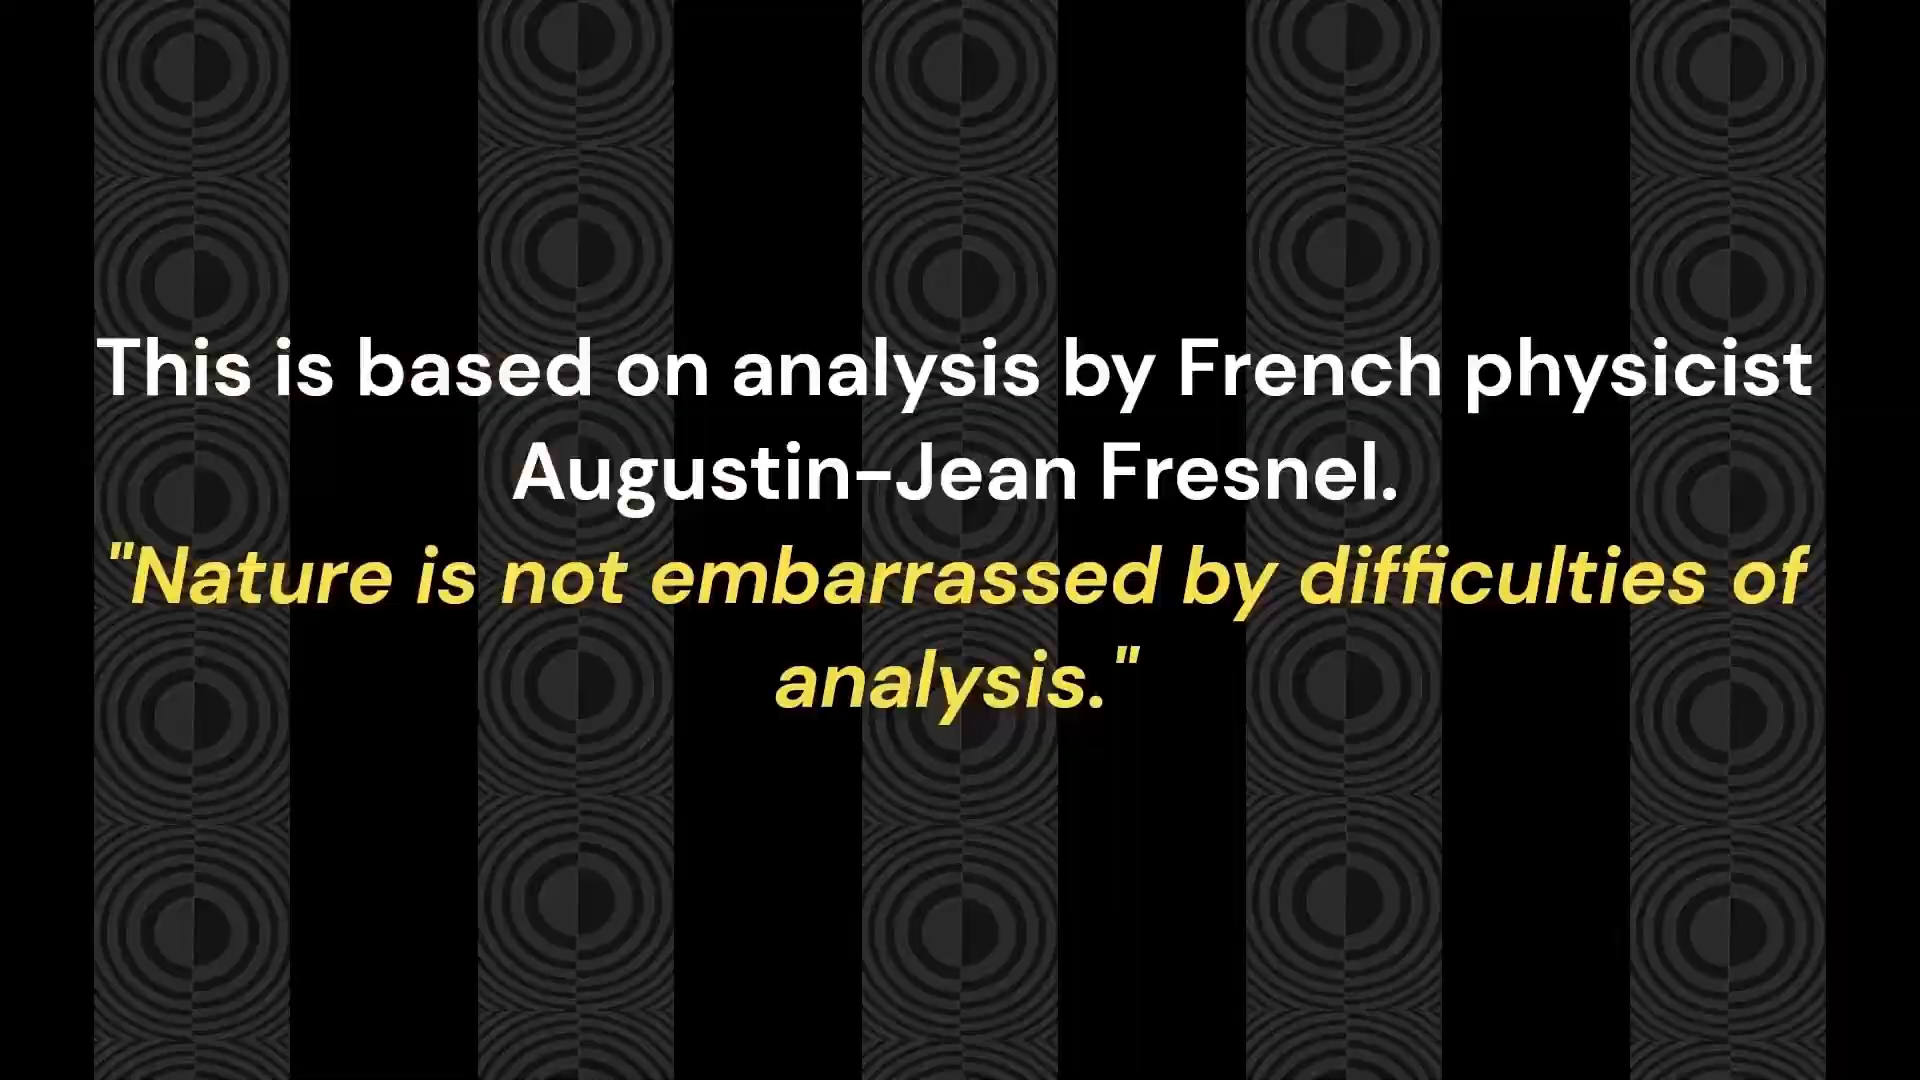 This is based on analysis by French physicist
Augustin-Jean Fresnel.
"Nature is not embarrassed by difficulties of
analysis."